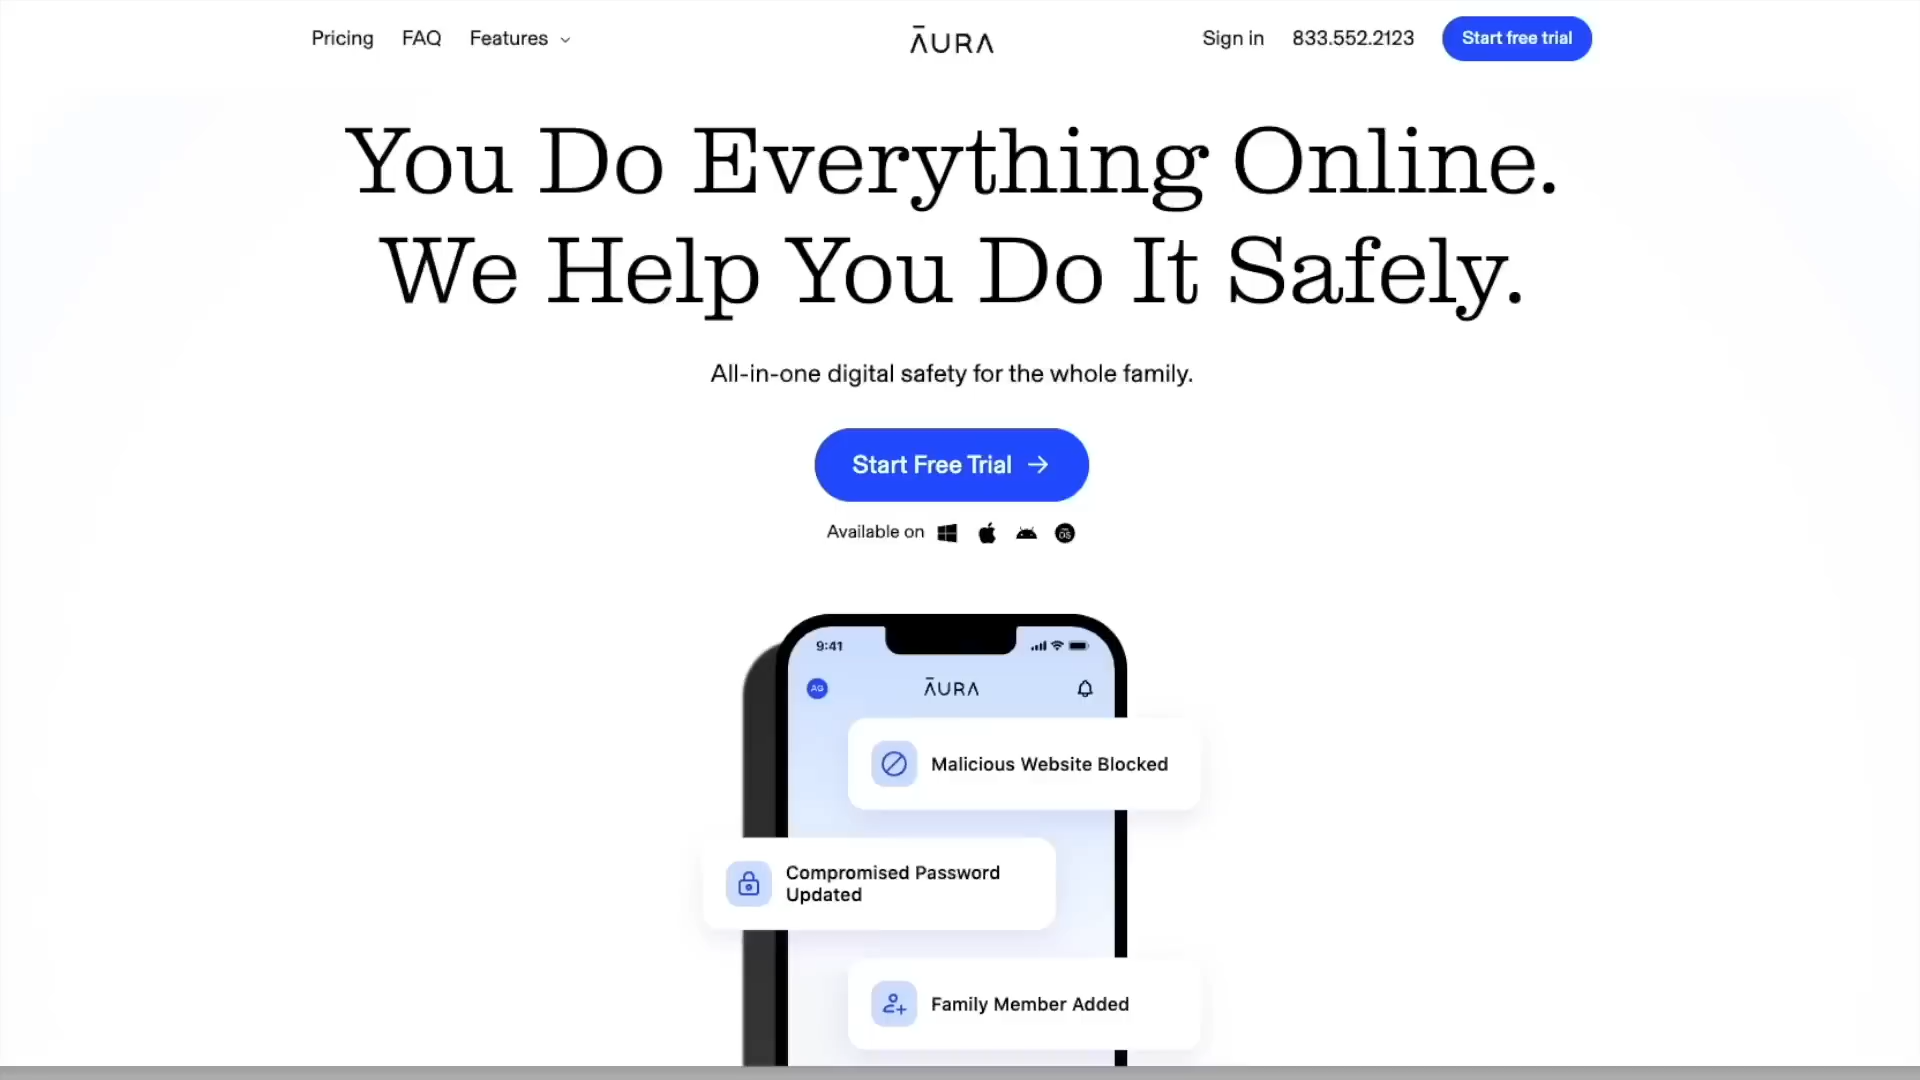 Pricing FAQ Features
ĀURA
Sign in 833.552.2123 Start free trial
You Do Everything Online.
We Help You Do It Safely.
All-in-one digital safety for the whole family.
Start Free Trial →
Available on
9:41
AG
ĀURA
Malicious Website Blocked
Compromised Password
Updated
Family Member Added